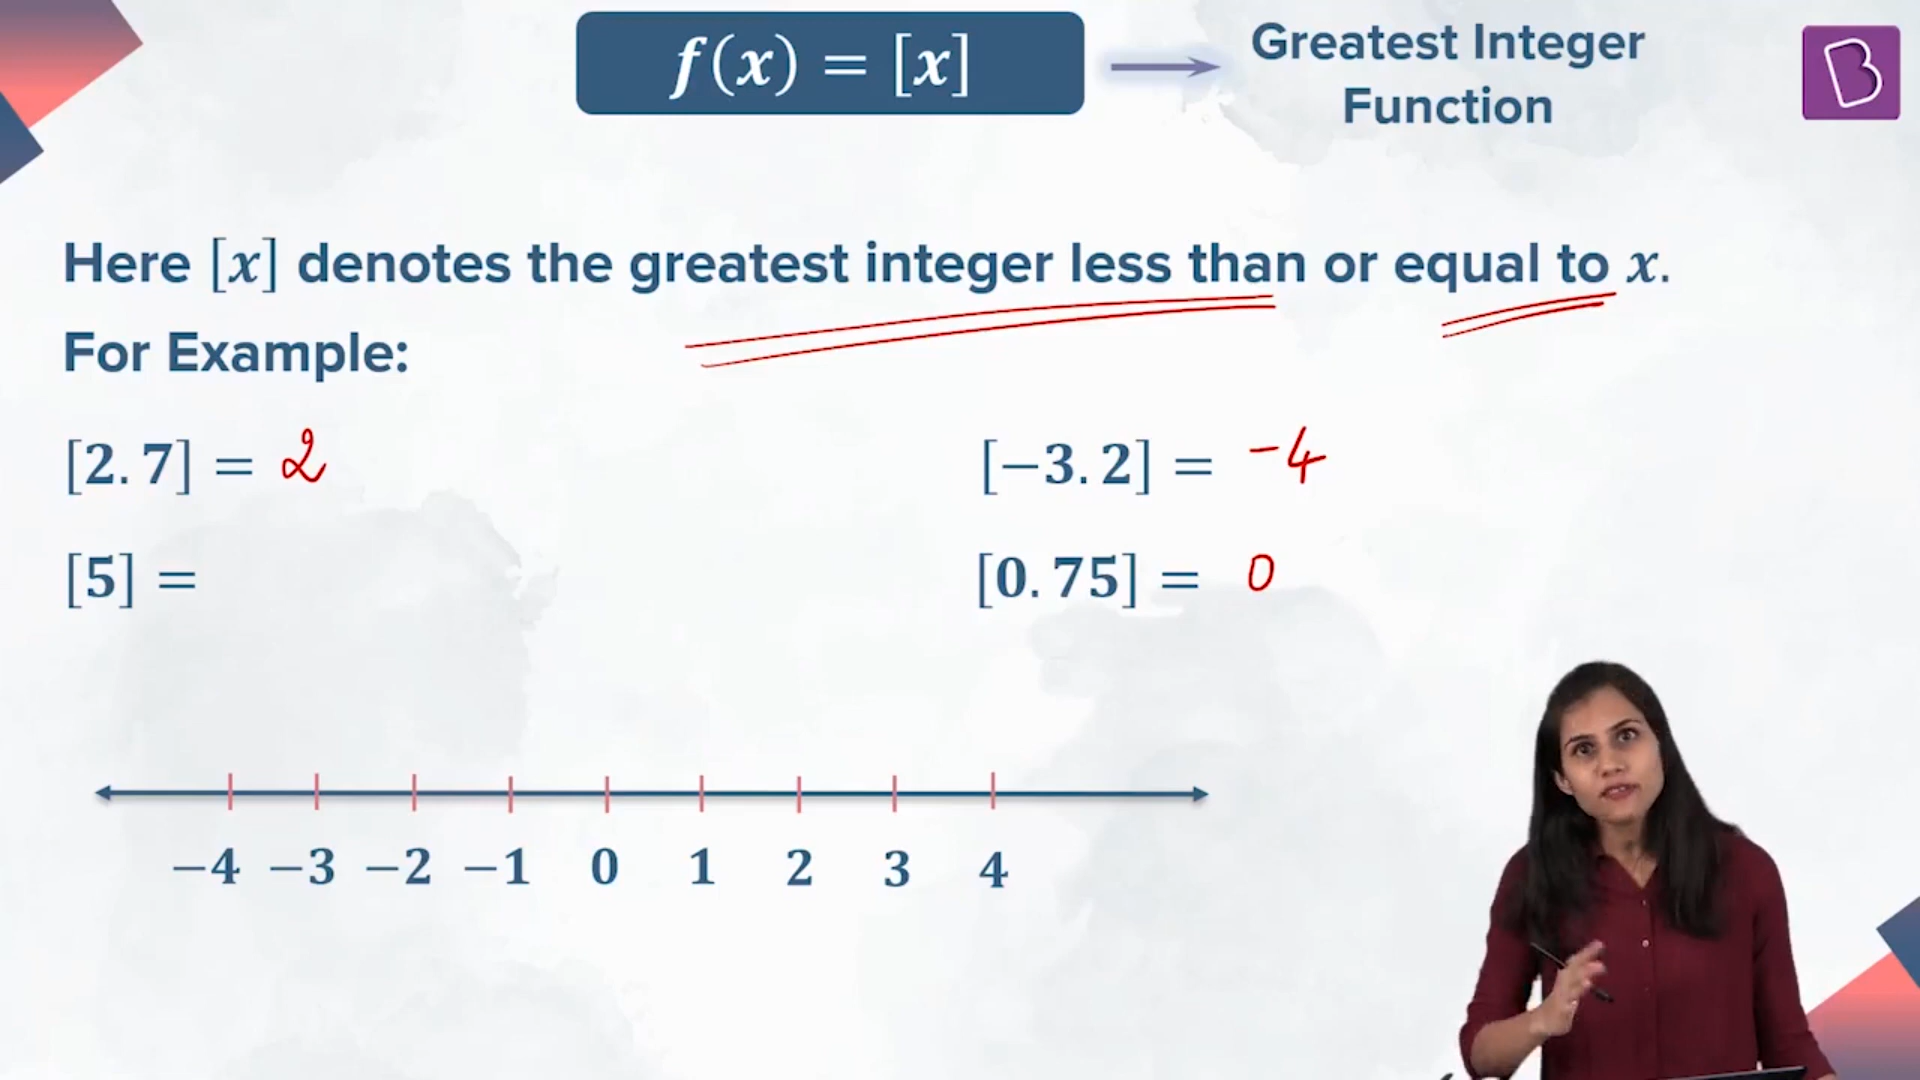 f(x) = [x]
Greatest Integer
Function
B
Here [x] denotes the greatest integer less than or equal to x.
For Example:
[2.7] = 2
[−3.2] = −4
[5] =
[0.75] = 0
−4 −3 −2 −1 0 1 2 3 4